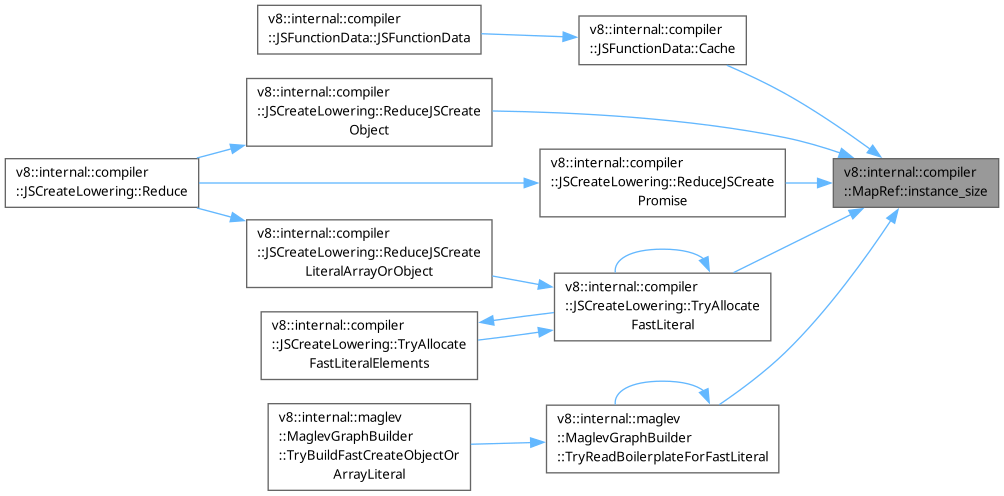 v8::internal::compiler
::JSFunctionData::JSFunctionData
v8::internal::compiler
::JSFunctionData::Cache
v8::internal::compiler
::JSCreateLowering::ReduceJSCreate
Object
v8::internal::compiler
::JSCreateLowering::Reduce
v8::internal::compiler
::JSCreateLowering::ReduceJSCreate
Promise
v8::internal::compiler
::MapRef::instance_size
v8::internal::compiler
::JSCreateLowering::ReduceJSCreate
LiteralArrayOrObject
v8::internal::compiler
::JSCreateLowering::TryAllocate
FastLiteral
v8::internal::compiler
::JSCreateLowering::TryAllocate
FastLiteralElements
v8::internal::maglev
::MaglevGraphBuilder
::TryBuildFastCreateObjectOr
ArrayLiteral
v8::internal::maglev
::MaglevGraphBuilder
::TryReadBoilerplateForFastLiteral